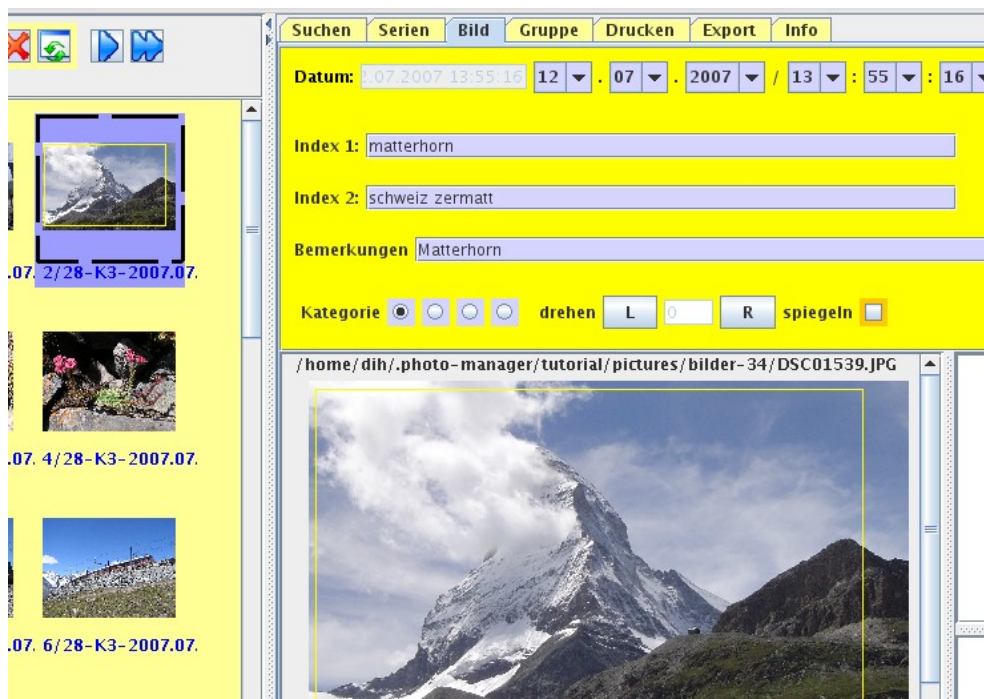 Suchen Serien Bild Gruppe Drucken Export Info
Datum: .07.2007 13:55:16 12 . 07 . 2007 / 13 : 55 : 16
Index 1: matterhorn
Index 2: schweiz zermatt
Bemerkungen Matterhorn
Kategorie drehen L 0 R spiegeln
/home/dih/.photo-manager/tutorial/pictures/bilder-34/DSC01539.JPG
.07. 2/28-K3-2007.07.
.07. 4/28-K3-2007.07.
.07. 6/28-K3-2007.07.